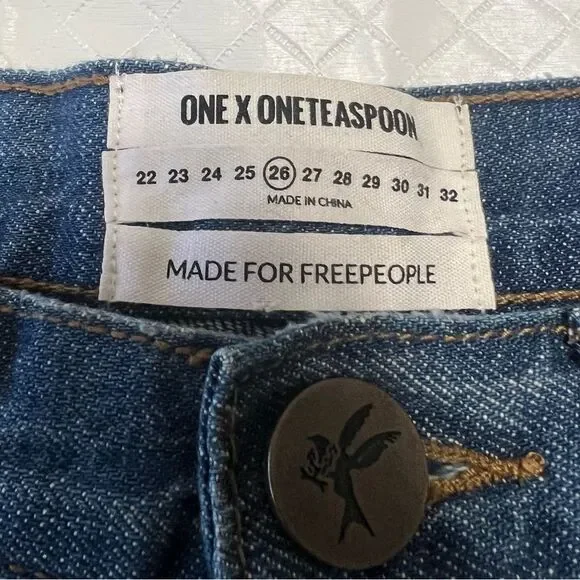 ONE X ONETEASPOON
22 23 24 25 26 27 28 29 30 31 32
MADE IN CHINA
MADE FOR FREEPEOPLE